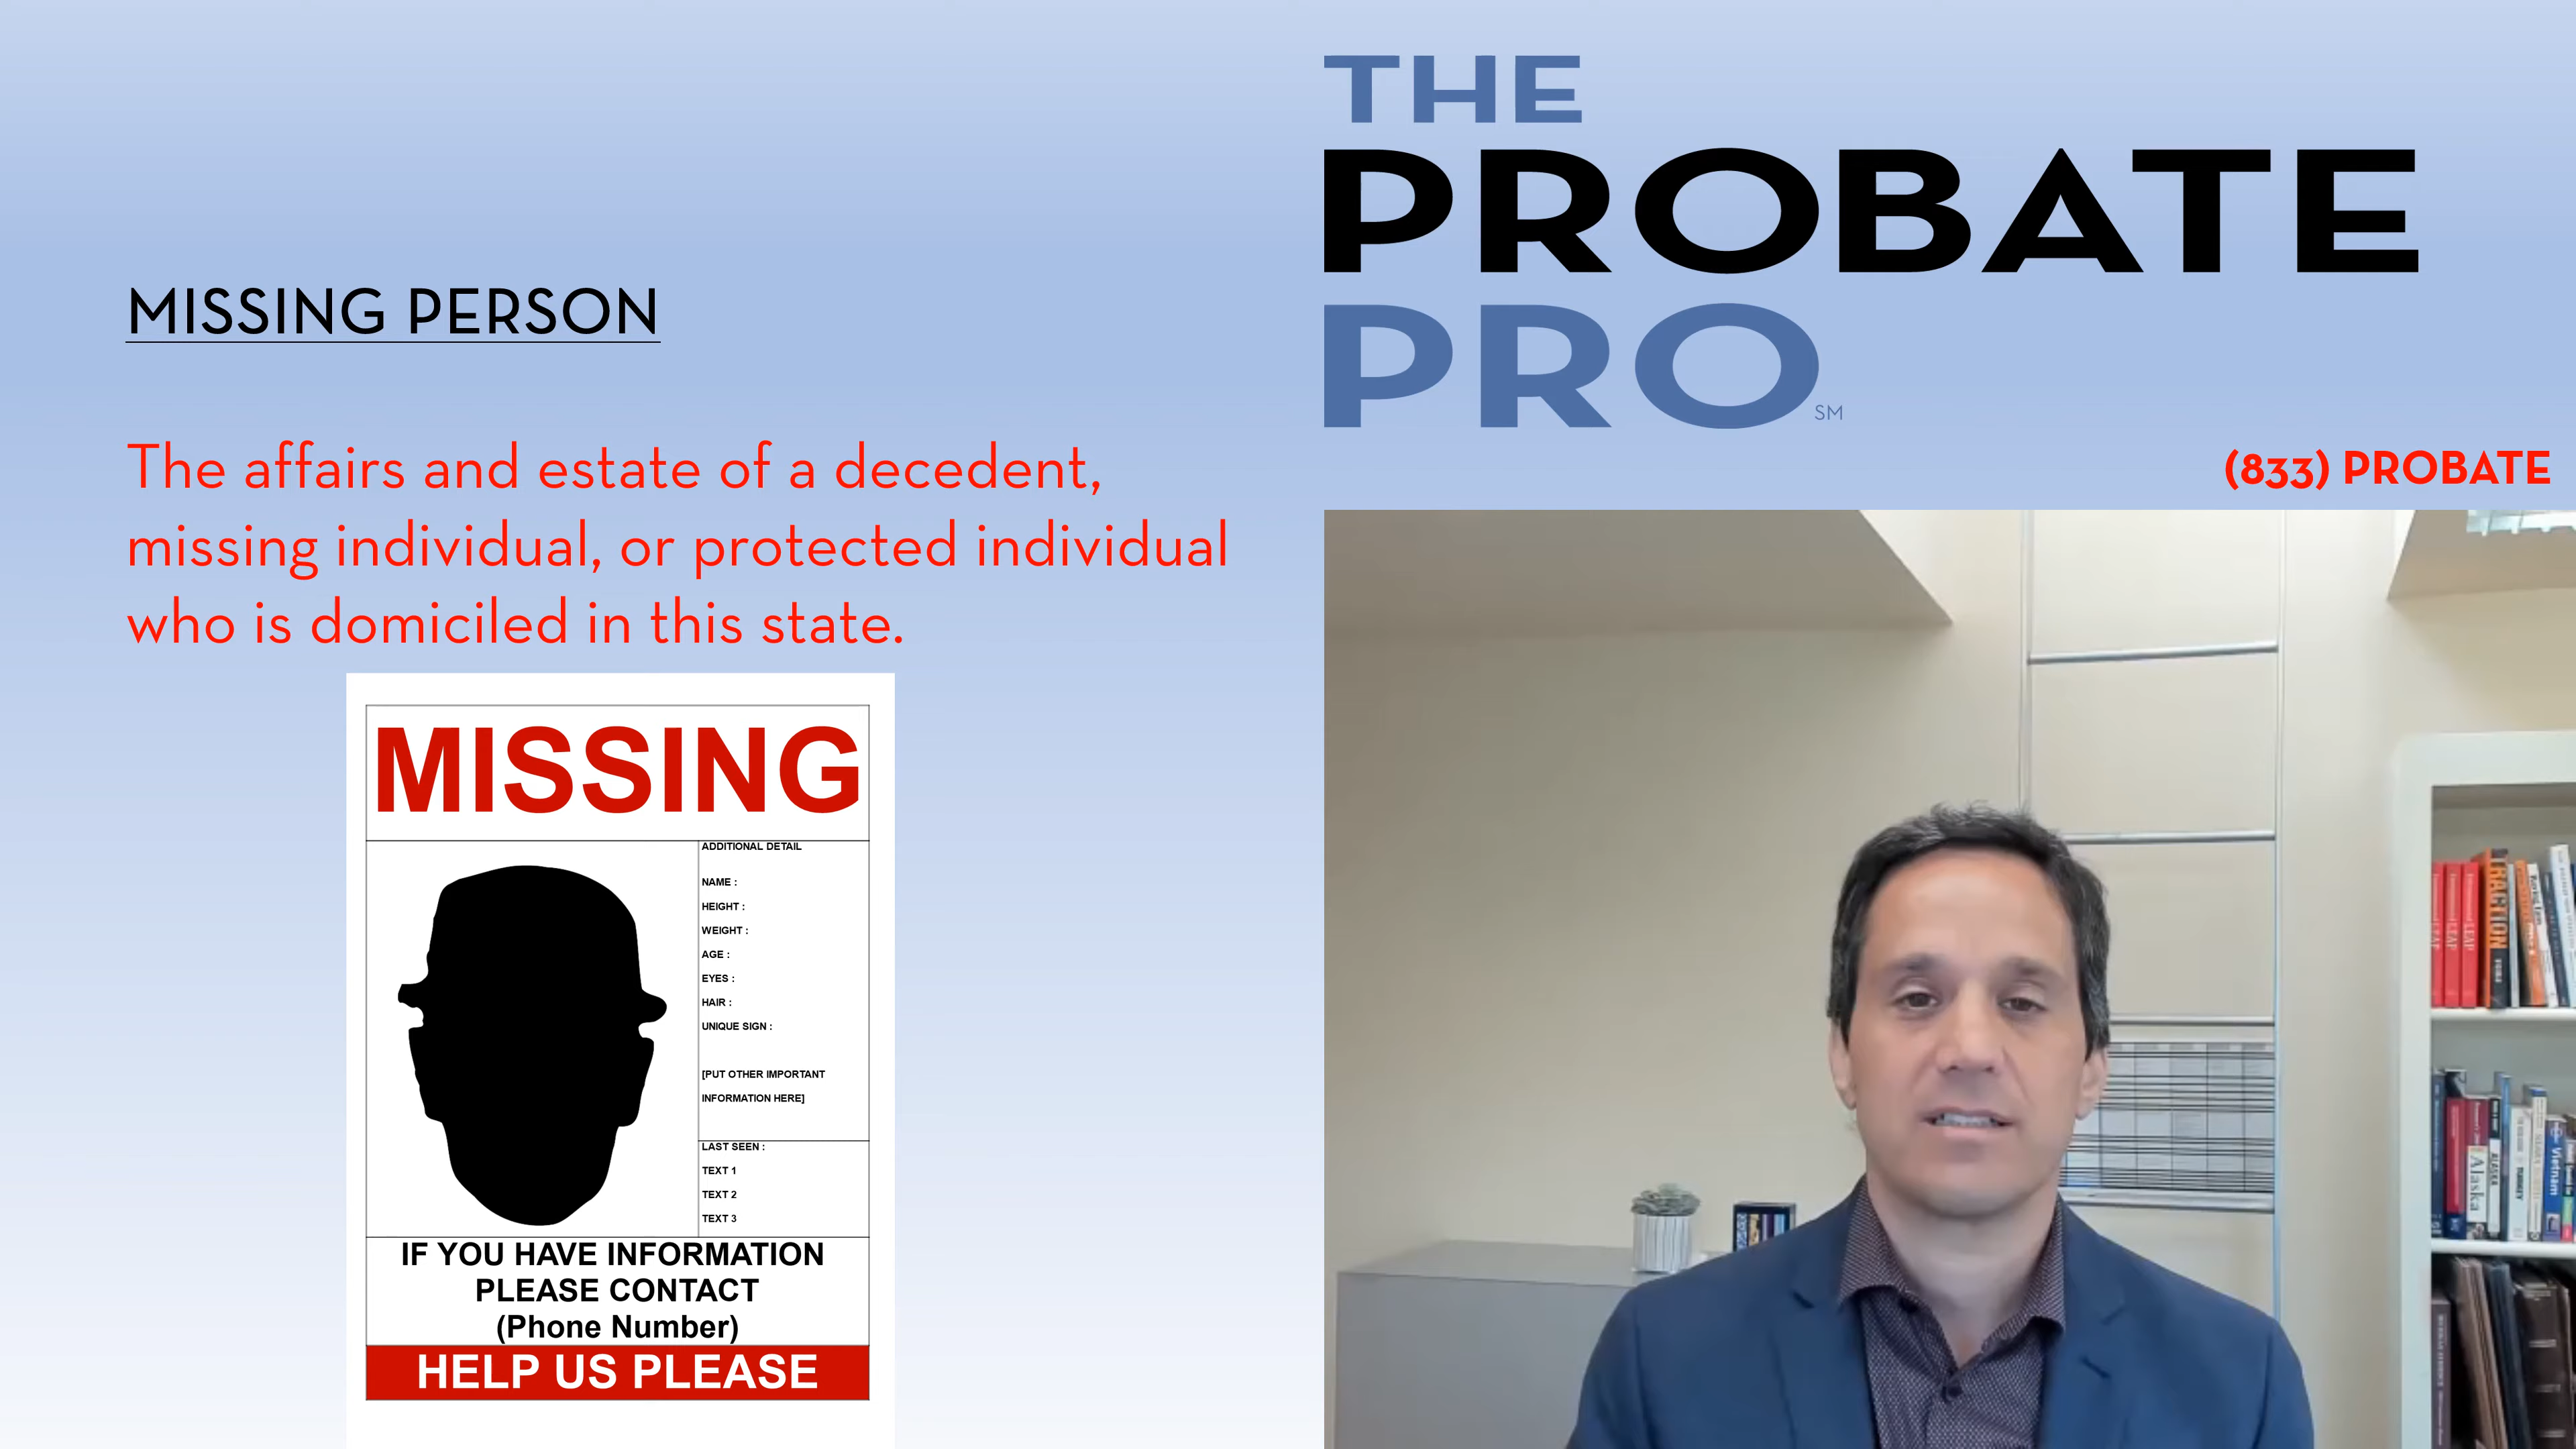 THE
PROBATE
PRO
SM
(833) PROBATE
MISSING PERSON
The affairs and estate of a decedent,
missing individual, or protected individual
who is domiciled in this state.
MISSING
ADDITIONAL DETAIL
NAME :
HEIGHT :
WEIGHT :
AGE :
EYES :
HAIR :
UNIQUE SIGN :
[PUT OTHER IMPORTANT
INFORMATION HERE]
LAST SEEN :
TEXT 1
TEXT 2
TEXT 3
IF YOU HAVE INFORMATION
PLEASE CONTACT
(Phone Number)
HELP US PLEASE
TRACTION
Alaska
Vietnam